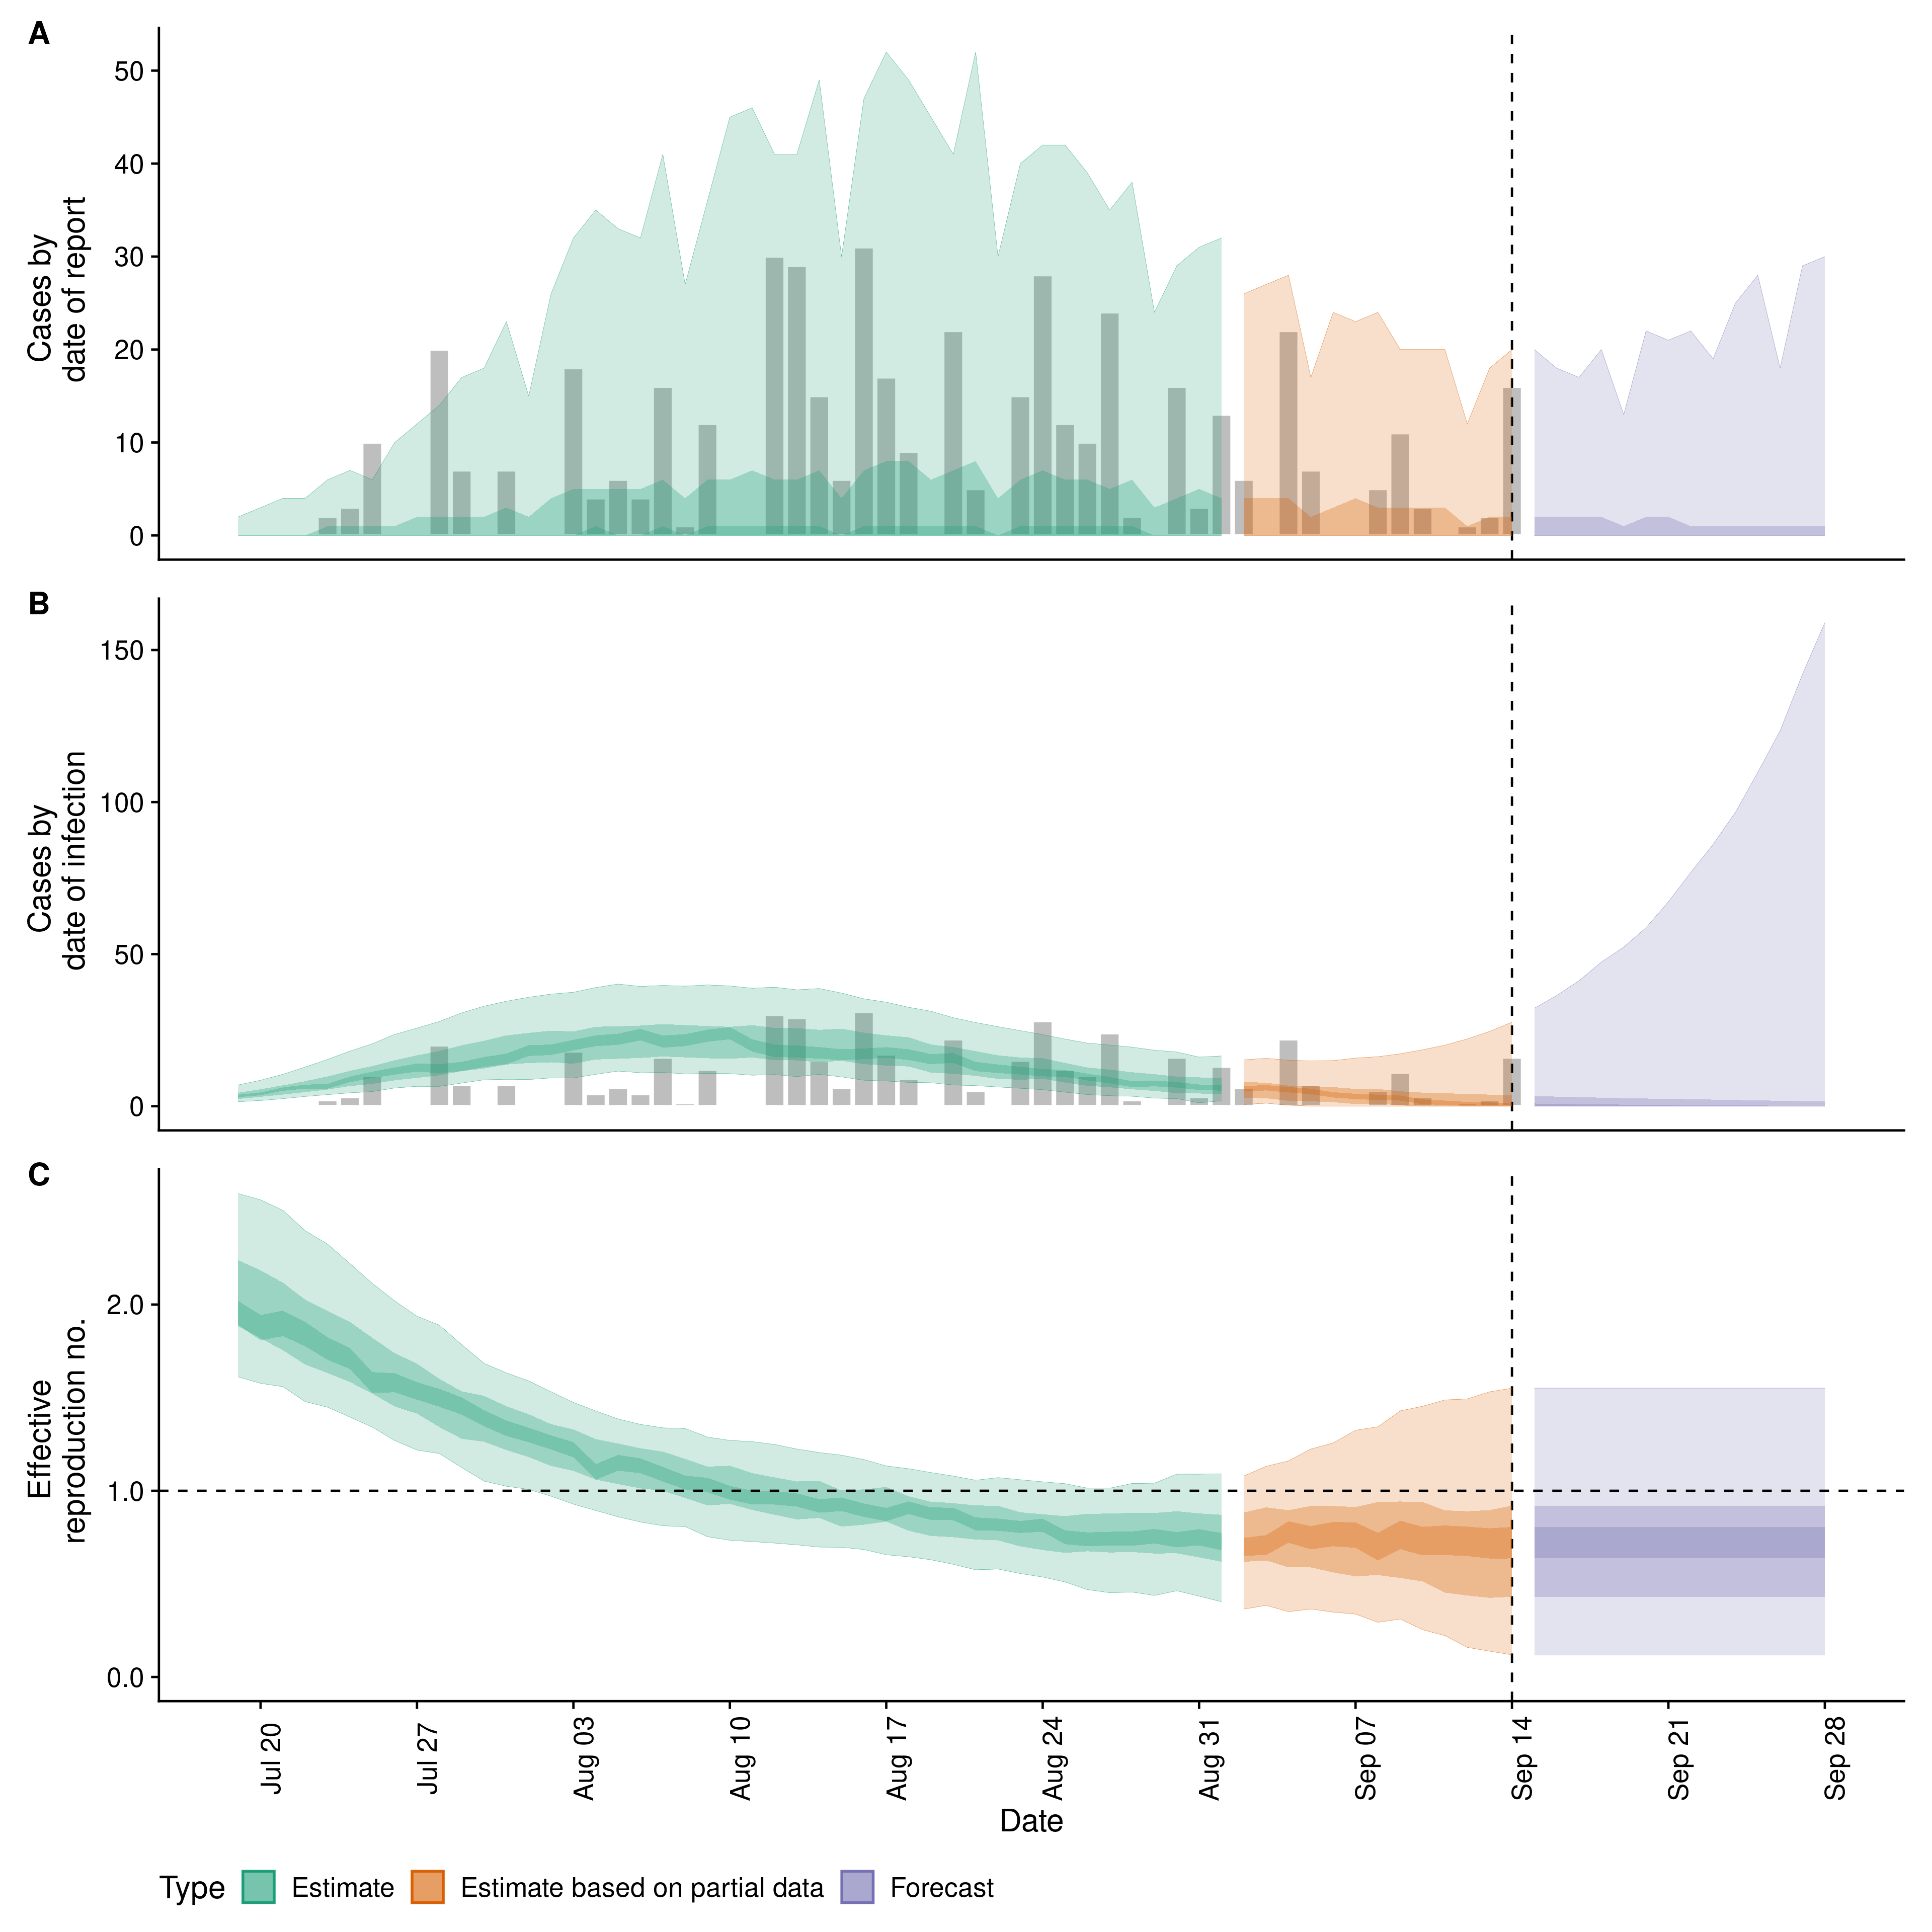 A
Cases by
date of report
50
40
30
20
10
0
B
Cases by
date of infection
150
100
50
0
C
Effective
reproduction no.
2.0
1.0
0.0
Jul 20
Jul 27
Aug 03
Aug 10
Aug 17
Aug 24
Aug 31
Sep 07
Sep 14
Sep 21
Sep 28
Date
Type Estimate Estimate based on partial data Forecast